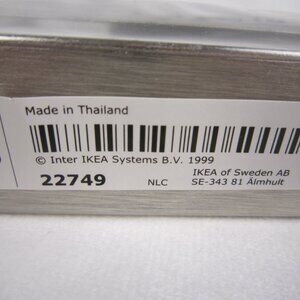 Made in Thailand
© Inter IKEA Systems B.V. 1999
22749
NLC
IKEA of Sweden AB
SE-343 81 Älmhult